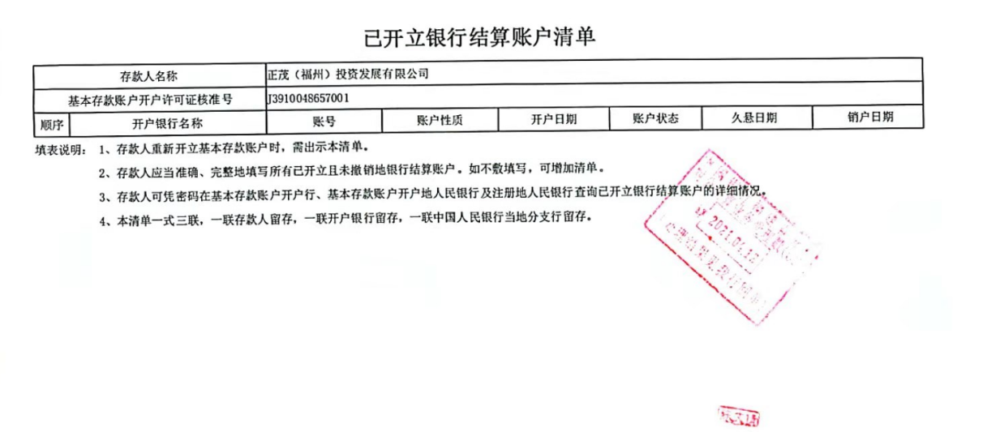 已开立银行结算账户清单
存款人名称 正茂（福州）投资发展有限公司
基本存款账户开户许可证核准号 J3910048657001
顺序 开户银行名称 账号 账户性质 开户日期 账户状态 久悬日期 销户日期
填表说明： 1、存款人重新开立基本存款账户时，需出示本清单。
2、存款人应当准确、完整地填写所有已开立且未撤销地银行结算账户。如不敷填写，可增加清单。
3、存款人可凭密码在基本存款账户开户行、基本存款账户开户地人民银行及注册地人民银行查询已开立银行结算账户的详细情况。
4、本清单一式三联，一联存款人留存，一联开户银行留存，一联中国人民银行当地分支行留存。